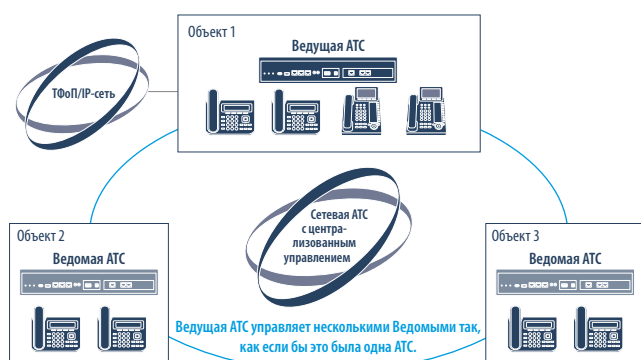 Объект 1
Ведущая АТС
ТФоП/IP-сеть
Сетевая АТС
с центра-
лизованным
управлением
Объект 2
Ведомая АТС
Объект 3
Ведомая АТС
Ведущая АТС управляет несколькими Ведомыми так,
как если бы это была одна АТС.